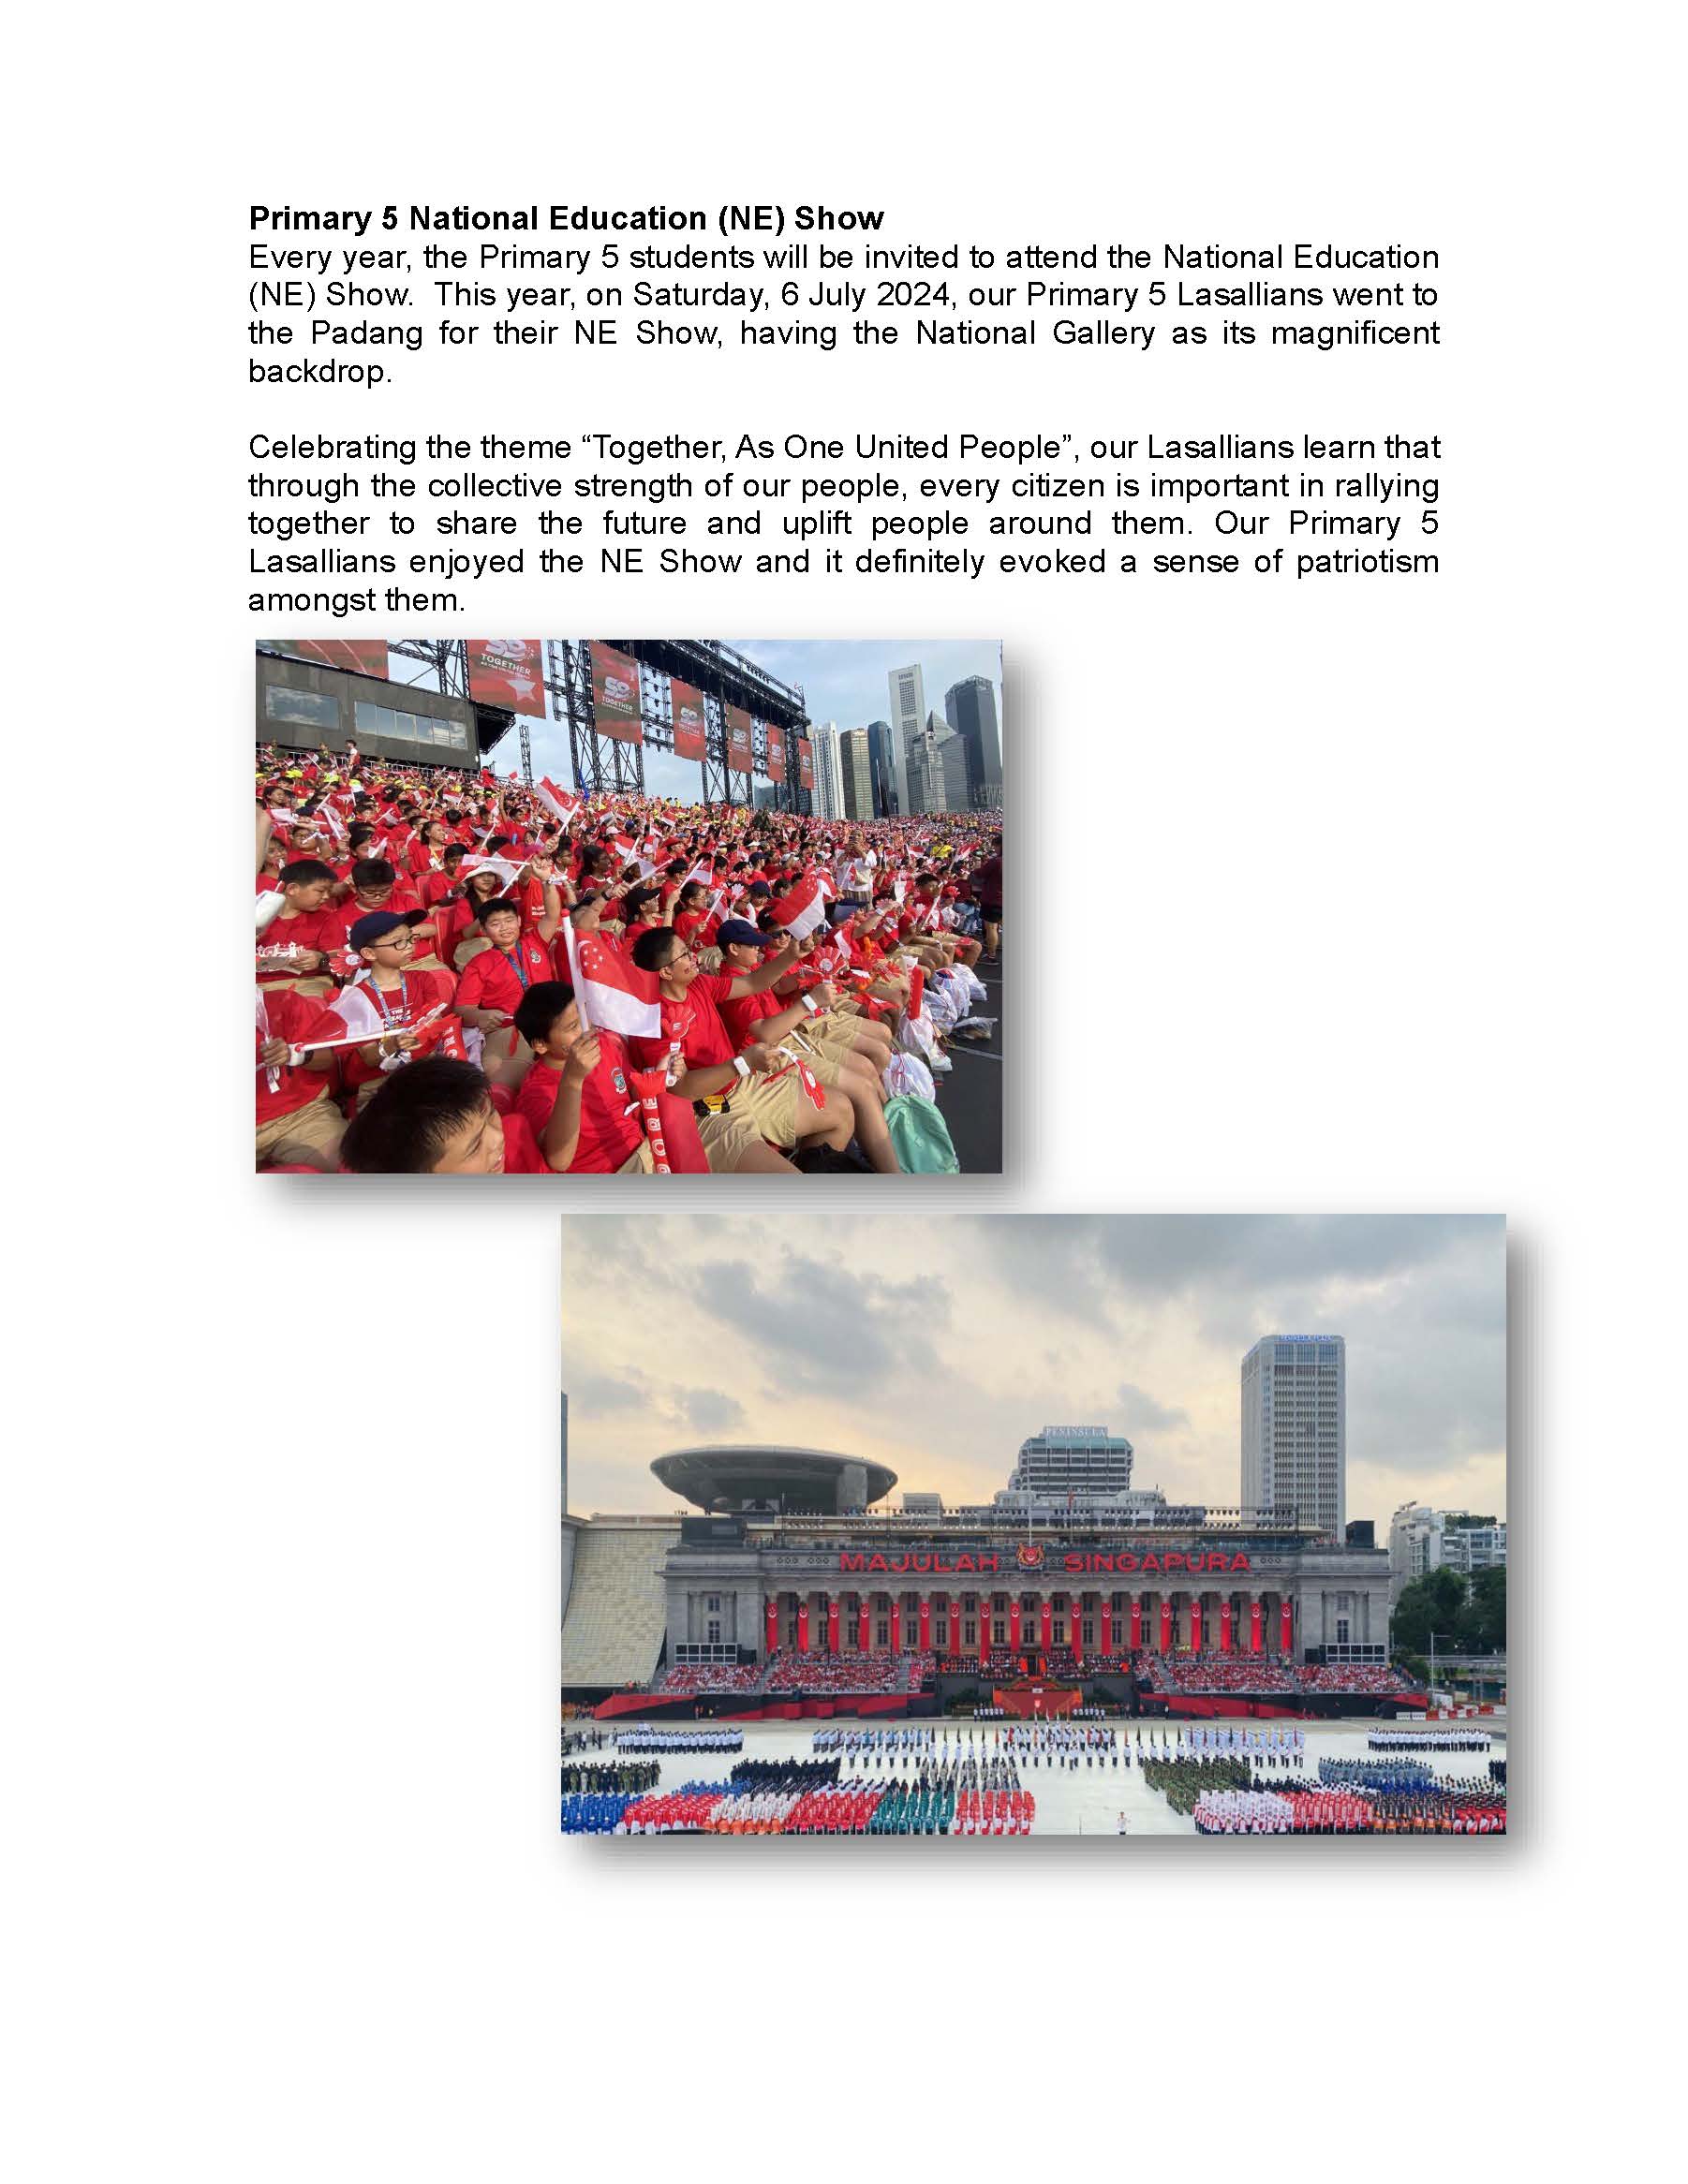 Primary 5 National Education (NE) Show
Every year, the Primary 5 students will be invited to attend the National Education
(NE) Show.  This year, on Saturday, 6 July 2024, our Primary 5 Lasallians went to
the Padang for their NE Show, having the National Gallery as its magnificent
backdrop.
Celebrating the theme “Together, As One United People”, our Lasallians learn that
through the collective strength of our people, every citizen is important in rallying
together to share the future and uplift people around them. Our Primary 5
Lasallians enjoyed the NE Show and it definitely evoked a sense of patriotism
amongst them.
TOGETHER
TOGETHER
PENINSULA
MAJULAH SINGAPURA